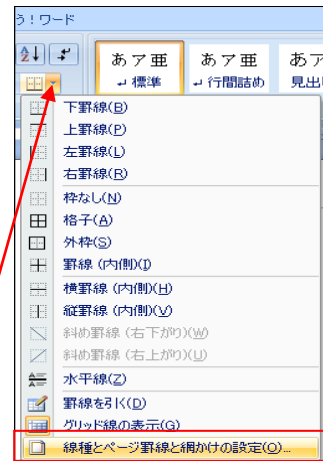 う！ワード
あア亜 あア亜 あア
↵ 標準 ↵ 行間詰め 見出
下罫線(B)
上罫線(P)
左罫線(L)
右罫線(R)
枠なし(N)
格子(A)
外枠(S)
罫線 (内側)(I)
横罫線 (内側)(H)
縦罫線 (内側)(V)
斜め罫線 (右下がり)(W)
斜め罫線 (右上がり)(U)
水平線(Z)
罫線を引く(D)
グリッド線の表示(G)
線種とページ罫線と網かけの設定(O)...